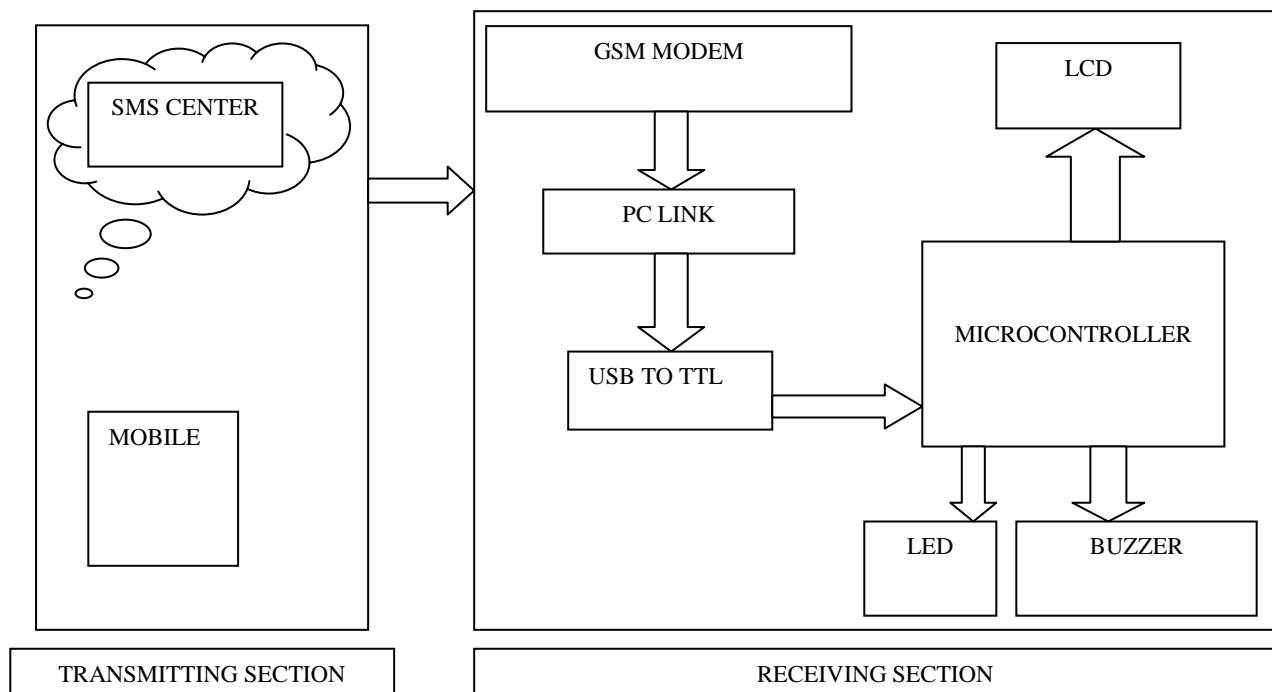 SMS CENTER
MOBILE
GSM MODEM
PC LINK
USB TO TTL
LCD
MICROCONTROLLER
LED
BUZZER
TRANSMITTING SECTION
RECEIVING SECTION